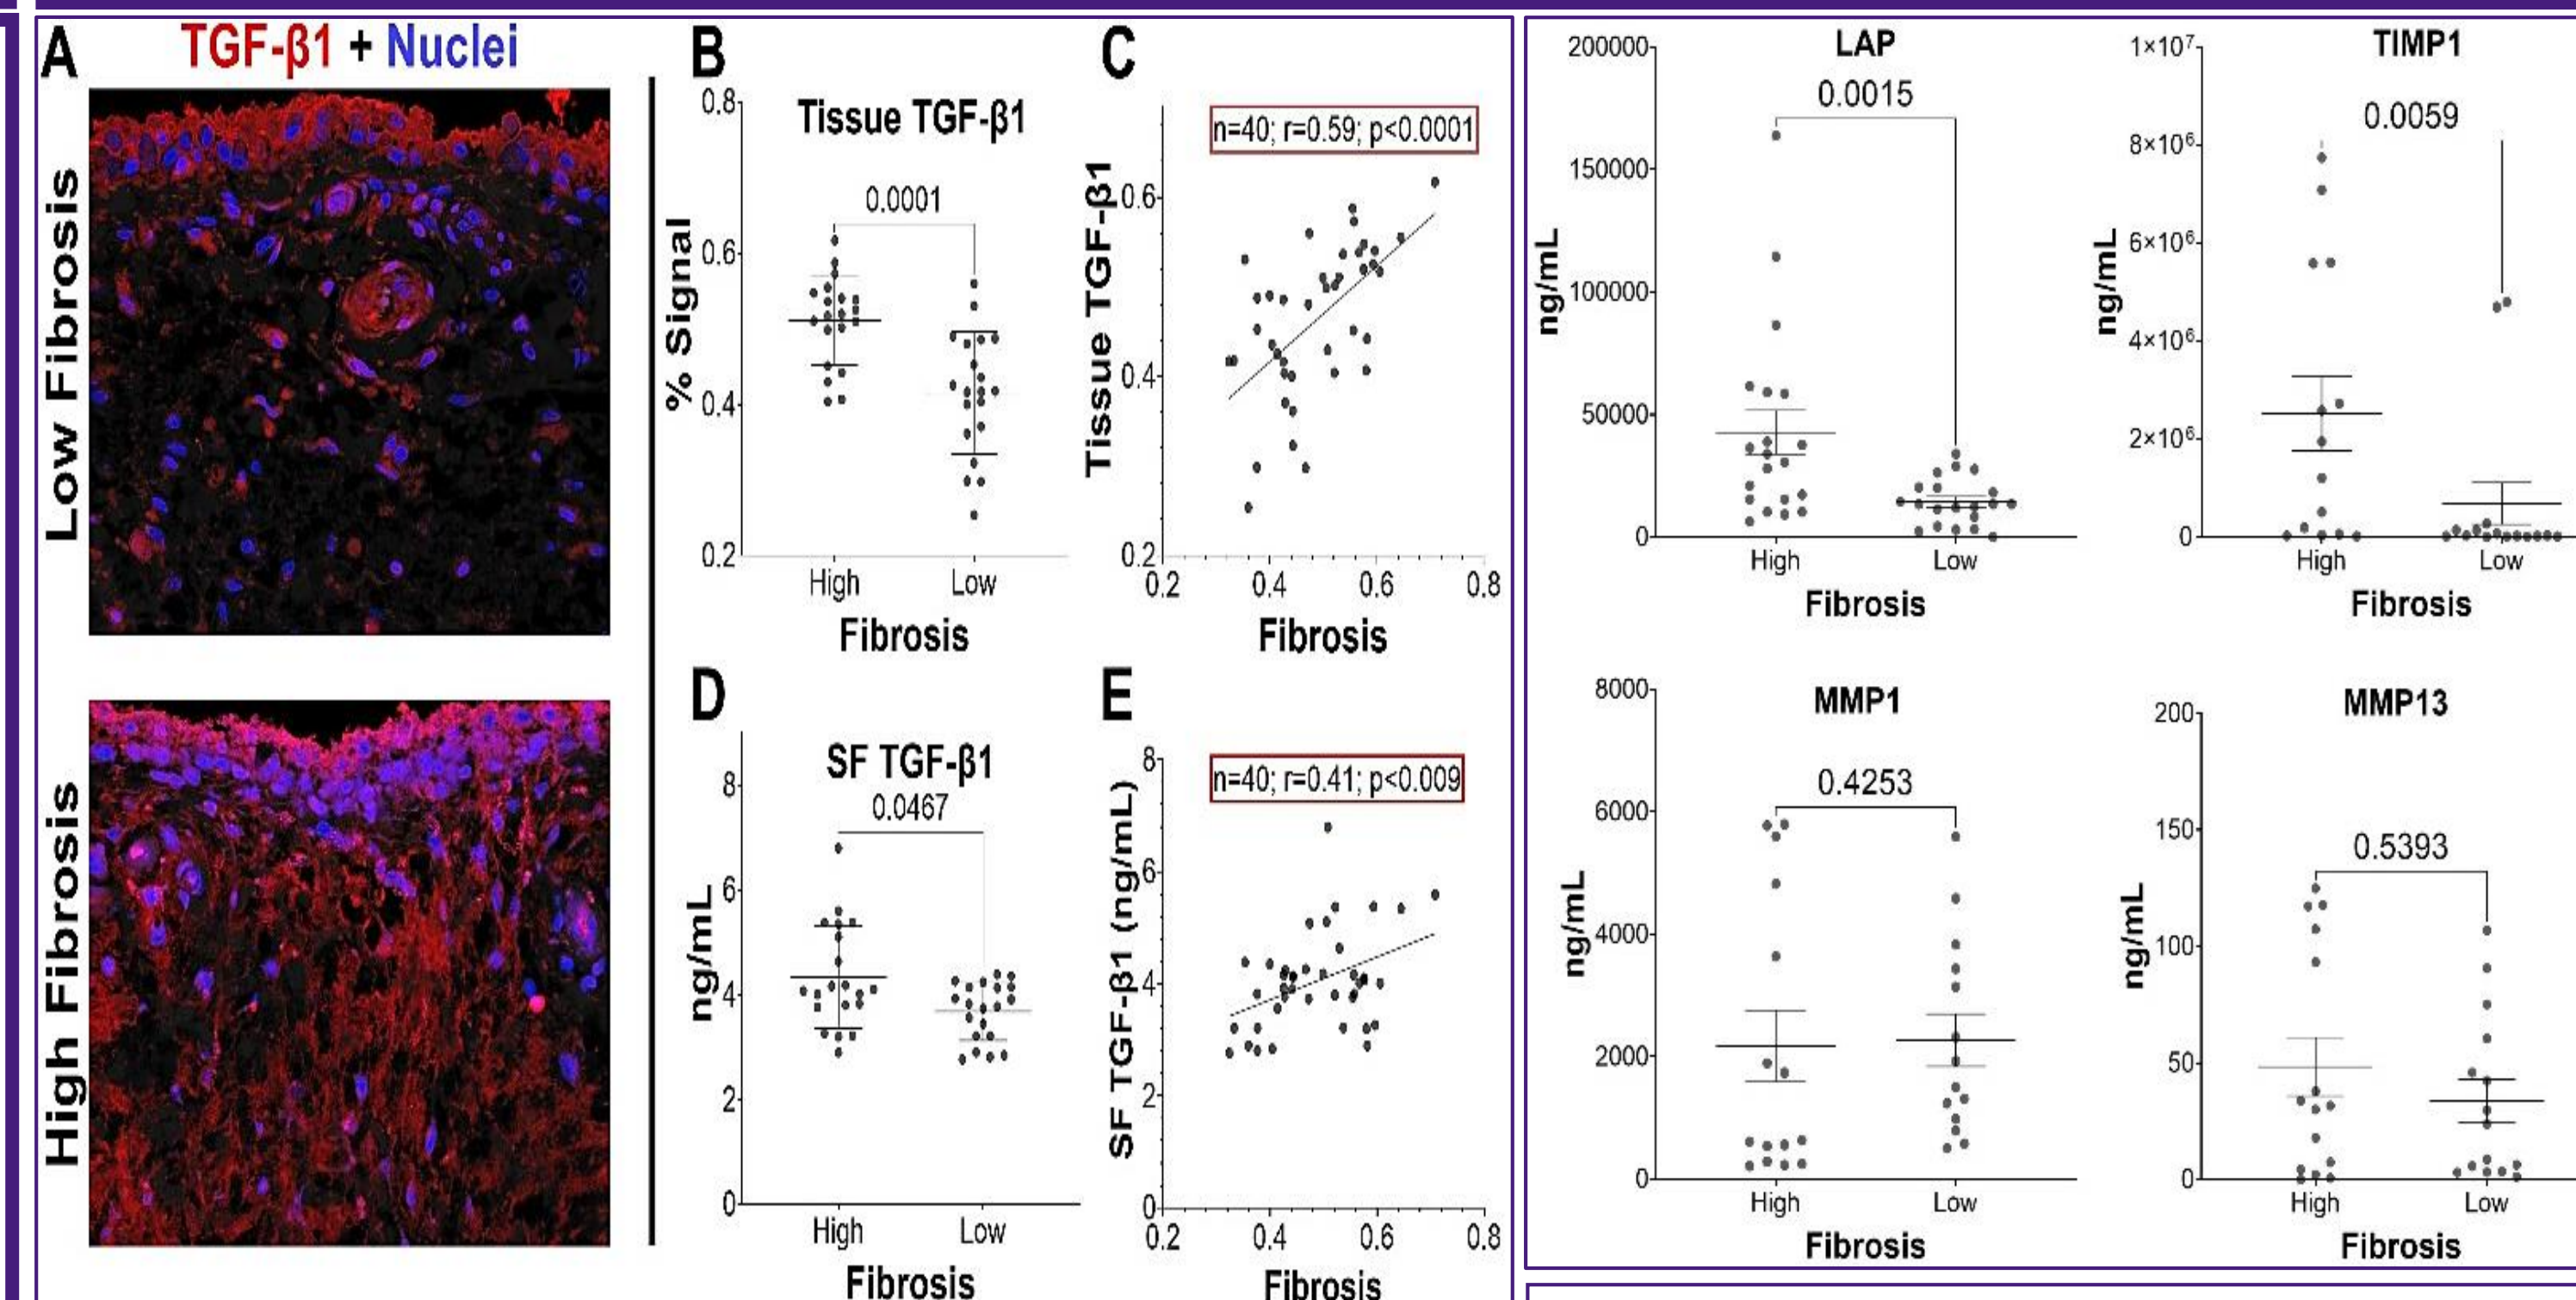 A
TGF-β1 + Nuclei
Low Fibrosis
High Fibrosis
B
Tissue TGF-β1
0.0001
% Signal
0.8
0.6
0.4
0.2
High Low
Fibrosis
C
n=40; r=0.59; p<0.0001
Tissue TGF-β1
0.6
0.4
0.2
0.2 0.4 0.6 0.8
Fibrosis
D
SF TGF-β1
0.0467
ng/mL
8
6
4
2
0
High Low
Fibrosis
E
n=40; r=0.41; p<0.009
SF TGF-β1 (ng/mL)
8
6
4
2
0
0.2 0.4 0.6 0.8
Fibrosis
LAP
0.0015
ng/mL
200000
150000
100000
50000
0
High Low
Fibrosis
TIMP1
0.0059
ng/mL
1×10⁷
8×10⁶
6×10⁶
4×10⁶
2×10⁶
0
High Low
Fibrosis
MMP1
0.4253
ng/mL
8000
6000
4000
2000
0
High Low
Fibrosis
MMP13
0.5393
ng/mL
200
150
100
50
0
High Low
Fibrosis